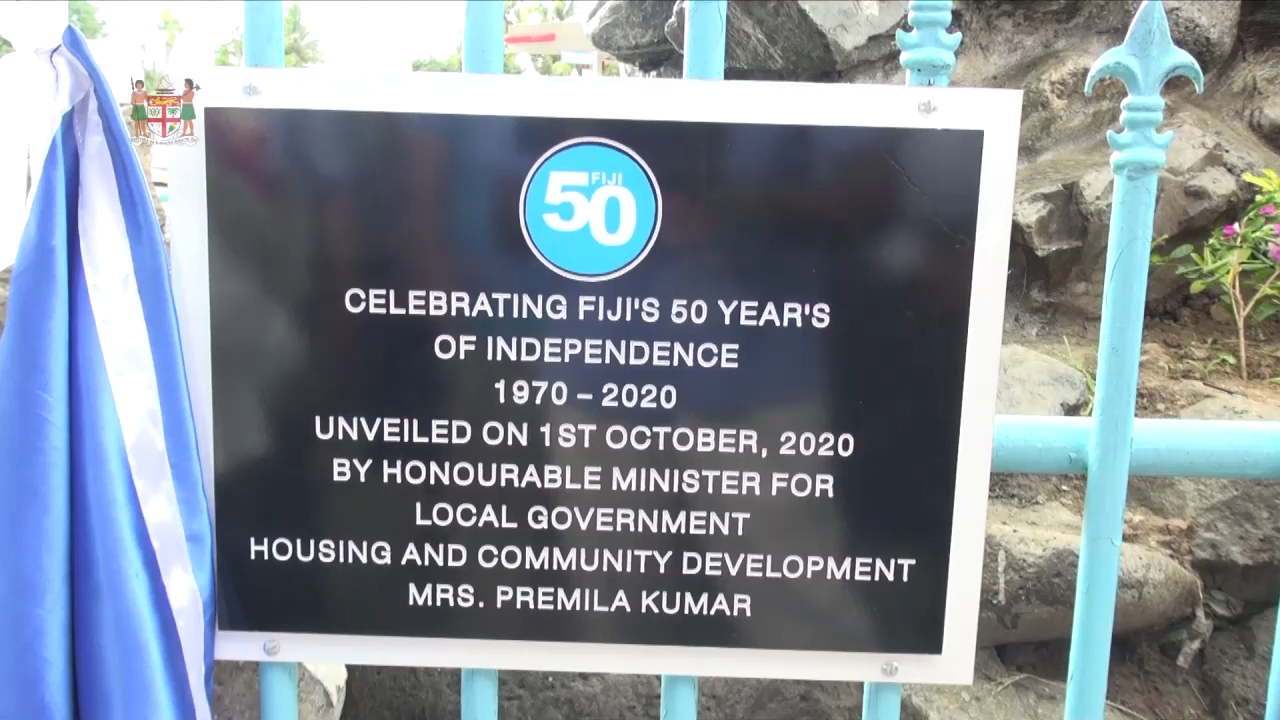 FIJI
50
CELEBRATING FIJI'S 50 YEAR'S
OF INDEPENDENCE
1970 – 2020
UNVEILED ON 1ST OCTOBER, 2020
BY HONOURABLE MINISTER FOR
LOCAL GOVERNMENT
HOUSING AND COMMUNITY DEVELOPMENT
MRS. PREMILA KUMAR